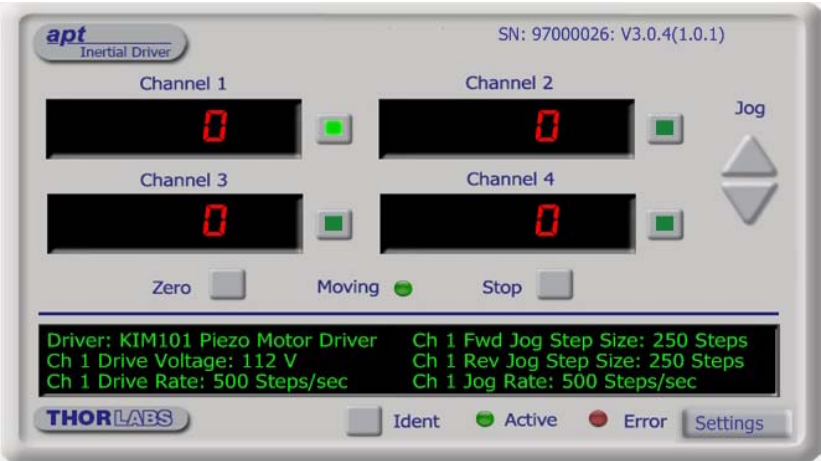 apt
Inertial Driver
SN: 97000026: V3.0.4(1.0.1)
Channel 1
Channel 2
0
0
Jog
Channel 3
Channel 4
0
0
Zero
Moving
Stop
Driver: KIM101 Piezo Motor Driver
Ch 1 Fwd Jog Step Size: 250 Steps
Ch 1 Drive Voltage: 112 V
Ch 1 Rev Jog Step Size: 250 Steps
Ch 1 Drive Rate: 500 Steps/sec
Ch 1 Jog Rate: 500 Steps/sec
THORLABS
Ident
Active
Error
Settings